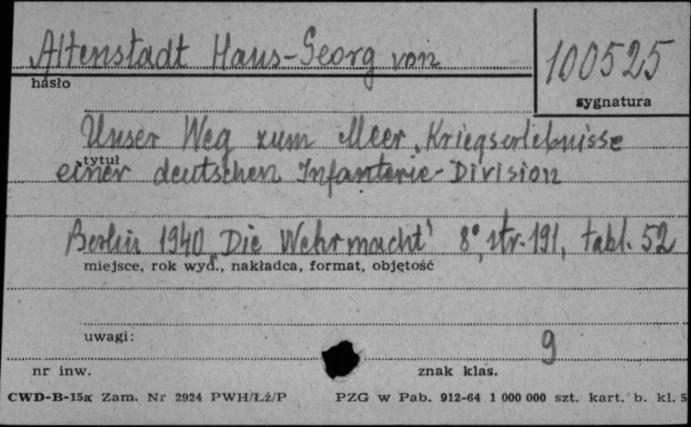 Altenstadt Hans-Georg von
100525
hasło
sygnatura
Unser Weg zum Meer. Kriegserlebnisse
tytuł
einer deutschen Infanterie-Division
Berlin 1940 „Die Wehrmacht" 8°, str. 191, tabl. 52
miejsce, rok wyd., nakładca, format, objętość
uwagi:
9
nr inw.
znak klas.
CWD-B-15a Zam. Nr 2924 PWH/Łź/P PZG w Pab. 912-64 1 000 000 szt. kart. b. kl. 5